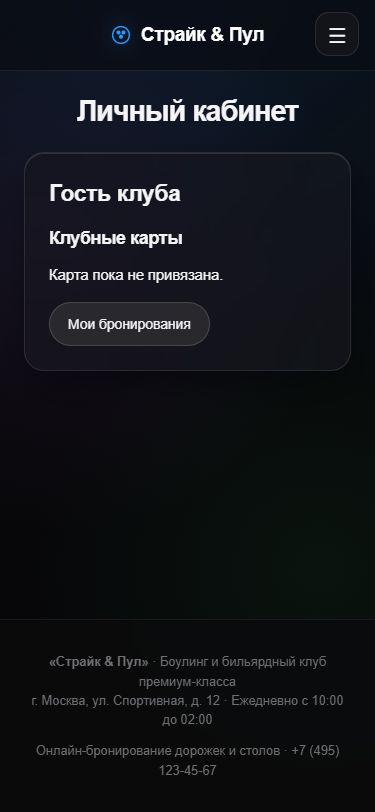 Страйк & Пул
Личный кабинет
Гость клуба
Клубные карты
Карта пока не привязана.
Мои бронирования
«Страйк & Пул» · Боулинг и бильярдный клуб
премиум-класса
г. Москва, ул. Спортивная, д. 12 · Ежедневно с 10:00
до 02:00
Онлайн-бронирование дорожек и столов · +7 (495)
123-45-67